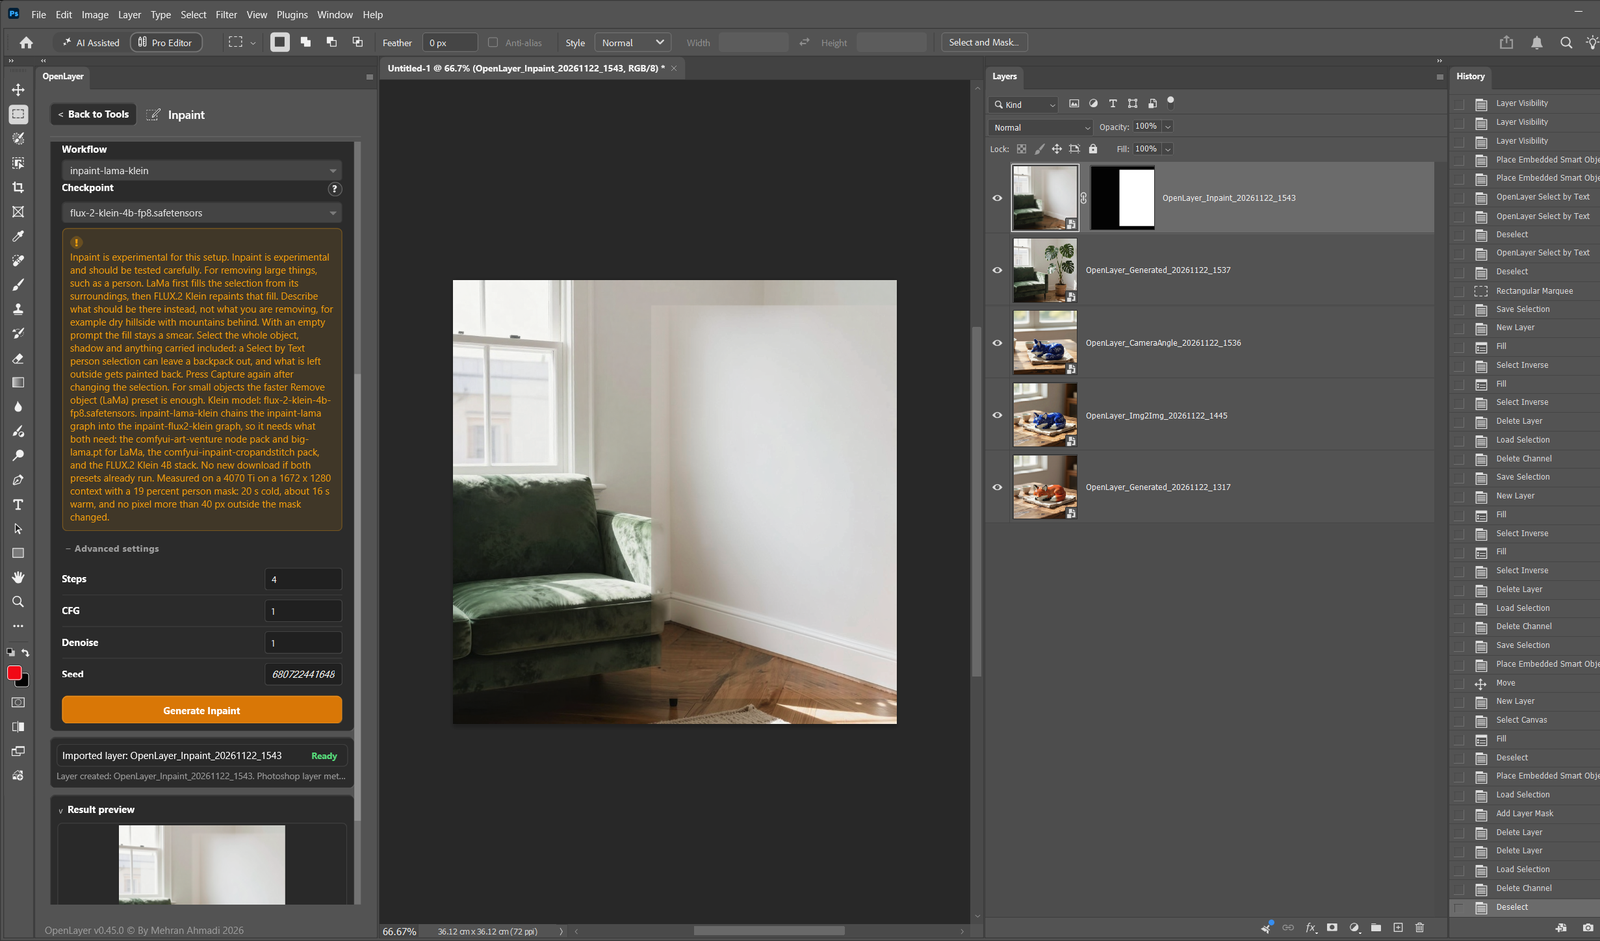 Ps File Edit Image Layer Type Select Filter View Plugins Window Help
AI Assisted Pro Editor Feather 0 px Anti-alias Style Normal Width Height Select and Mask...
OpenLayer
< Back to Tools Inpaint
Workflow
inpaint-lama-klein
Checkpoint
?
flux-2-klein-4b-fp8.safetensors
!
Inpaint is experimental for this setup. Inpaint is experimental
and should be tested carefully. For removing large things,
such as a person. LaMa first fills the selection from its
surroundings, then FLUX.2 Klein repaints that fill. Describe
what should be there instead, not what you are removing, for
example dry hillside with mountains behind. With an empty
prompt the fill stays a smear. Select the whole object,
shadow and anything carried included: a Select by Text
person selection can leave a backpack out, and what is left
outside gets painted back. Press Capture again after
changing the selection. For small objects the faster Remove
object (LaMa) preset is enough. Klein model: flux-2-klein-4b-
fp8.safetensors. inpaint-lama-klein chains the inpaint-lama
graph into the inpaint-flux2-klein graph, so it needs what
both need: the comfyui-art-venture node pack and big-
lama.pt for LaMa, the comfyui-inpaint-cropandstitch pack,
and the FLUX.2 Klein 4B stack. No new download if both
presets already run. Measured on a 4070 Ti on a 1672 x 1280
context with a 19 percent person mask: 20 s cold, about 16 s
warm, and no pixel more than 40 px outside the mask
changed.
Advanced settings
Steps 4
CFG 1
Denoise 1
Seed 680722441648
Generate Inpaint
Imported layer: OpenLayer_Inpaint_20261122_1543 Ready
Layer created: OpenLayer_Inpaint_20261122_1543. Photoshop layer met...
Result preview
OpenLayer v0.45.0 © By Mehran Ahmadi 2026
Untitled-1 @ 66.7% (OpenLayer_Inpaint_20261122_1543, RGB/8) *
66.67% 36.12 cm x 36.12 cm (72 ppi)
Layers
Kind
Normal Opacity: 100%
Lock: Fill: 100%
OpenLayer_Inpaint_20261122_1543
OpenLayer_Generated_20261122_1537
OpenLayer_CameraAngle_20261122_1536
OpenLayer_Img2Img_20261122_1445
OpenLayer_Generated_20261122_1317
fx
History
Layer Visibility
Layer Visibility
Layer Visibility
Place Embedded Smart Obje
Place Embedded Smart Obje
OpenLayer Select by Text
OpenLayer Select by Text
Deselect
OpenLayer Select by Text
Deselect
Rectangular Marquee
Save Selection
New Layer
Fill
Select Inverse
Fill
Select Inverse
Delete Layer
Load Selection
Delete Channel
Save Selection
New Layer
Fill
Select Inverse
Fill
Select Inverse
Delete Layer
Load Selection
Delete Channel
Save Selection
Place Embedded Smart Obje
Move
New Layer
Select Canvas
Fill
Deselect
Place Embedded Smart Obje
Load Selection
Add Layer Mask
Delete Layer
Delete Layer
Load Selection
Delete Channel
Deselect